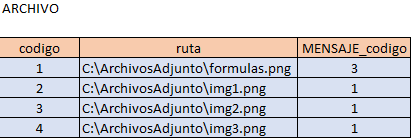 ARCHIVO
codigo ruta MENSAJE_codigo
1 C:\ArchivosAdjunto\formulas.png 3
2 C:\ArchivosAdjunto\img1.png 1
3 C:\ArchivosAdjunto\img2.png 1
4 C:\ArchivosAdjunto\img3.png 1